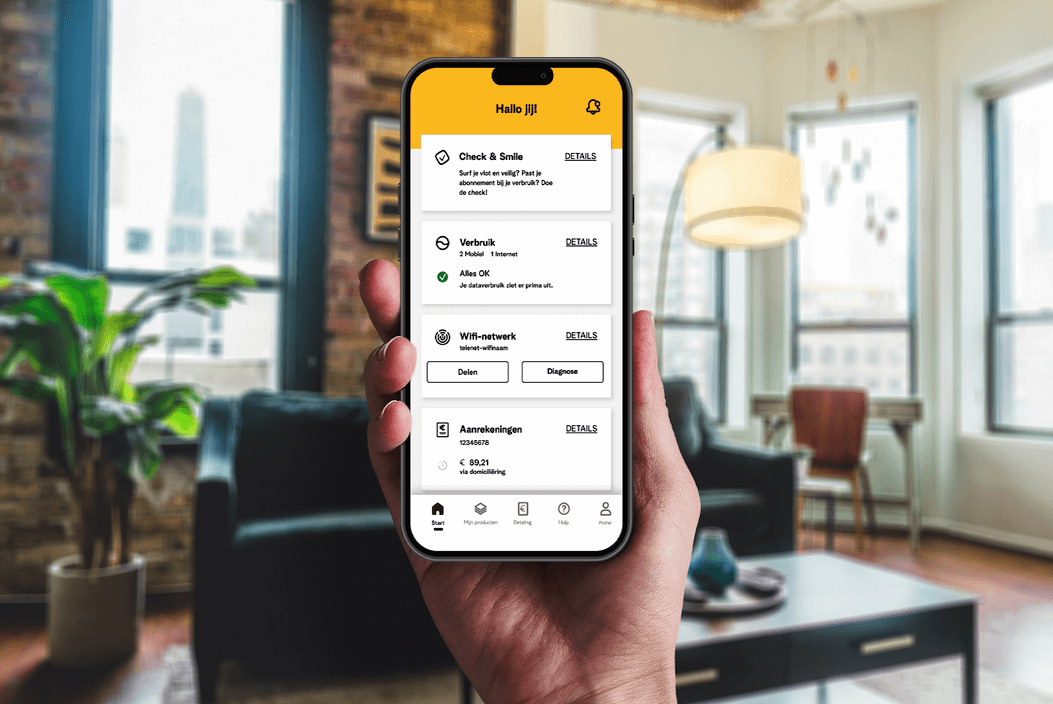 Hallo jij!
Check & Smile
DETAILS
Surf je vlot en veilig? Past je
abonnement bij je verbruik? Doe
de check!
Verbruik
DETAILS
2 Mobiel 1 Internet
Alles OK
Je dataverbruik ziet er prima uit.
Wifi-netwerk
DETAILS
telenet-wifinaam
Delen
Diagnose
Aanrekeningen
DETAILS
12345678
€ 89,21
via domiciliëring
Start
Mijn producten
Betaling
Hulp
Profiel